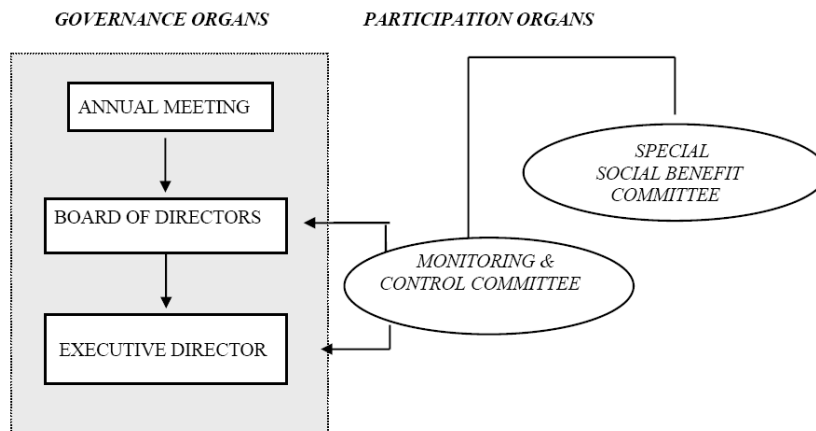 GOVERNANCE ORGANS
PARTICIPATION ORGANS
ANNUAL MEETING
SPECIAL
SOCIAL BENEFIT
COMMITTEE
BOARD OF DIRECTORS
MONITORING &
CONTROL COMMITTEE
EXECUTIVE DIRECTOR